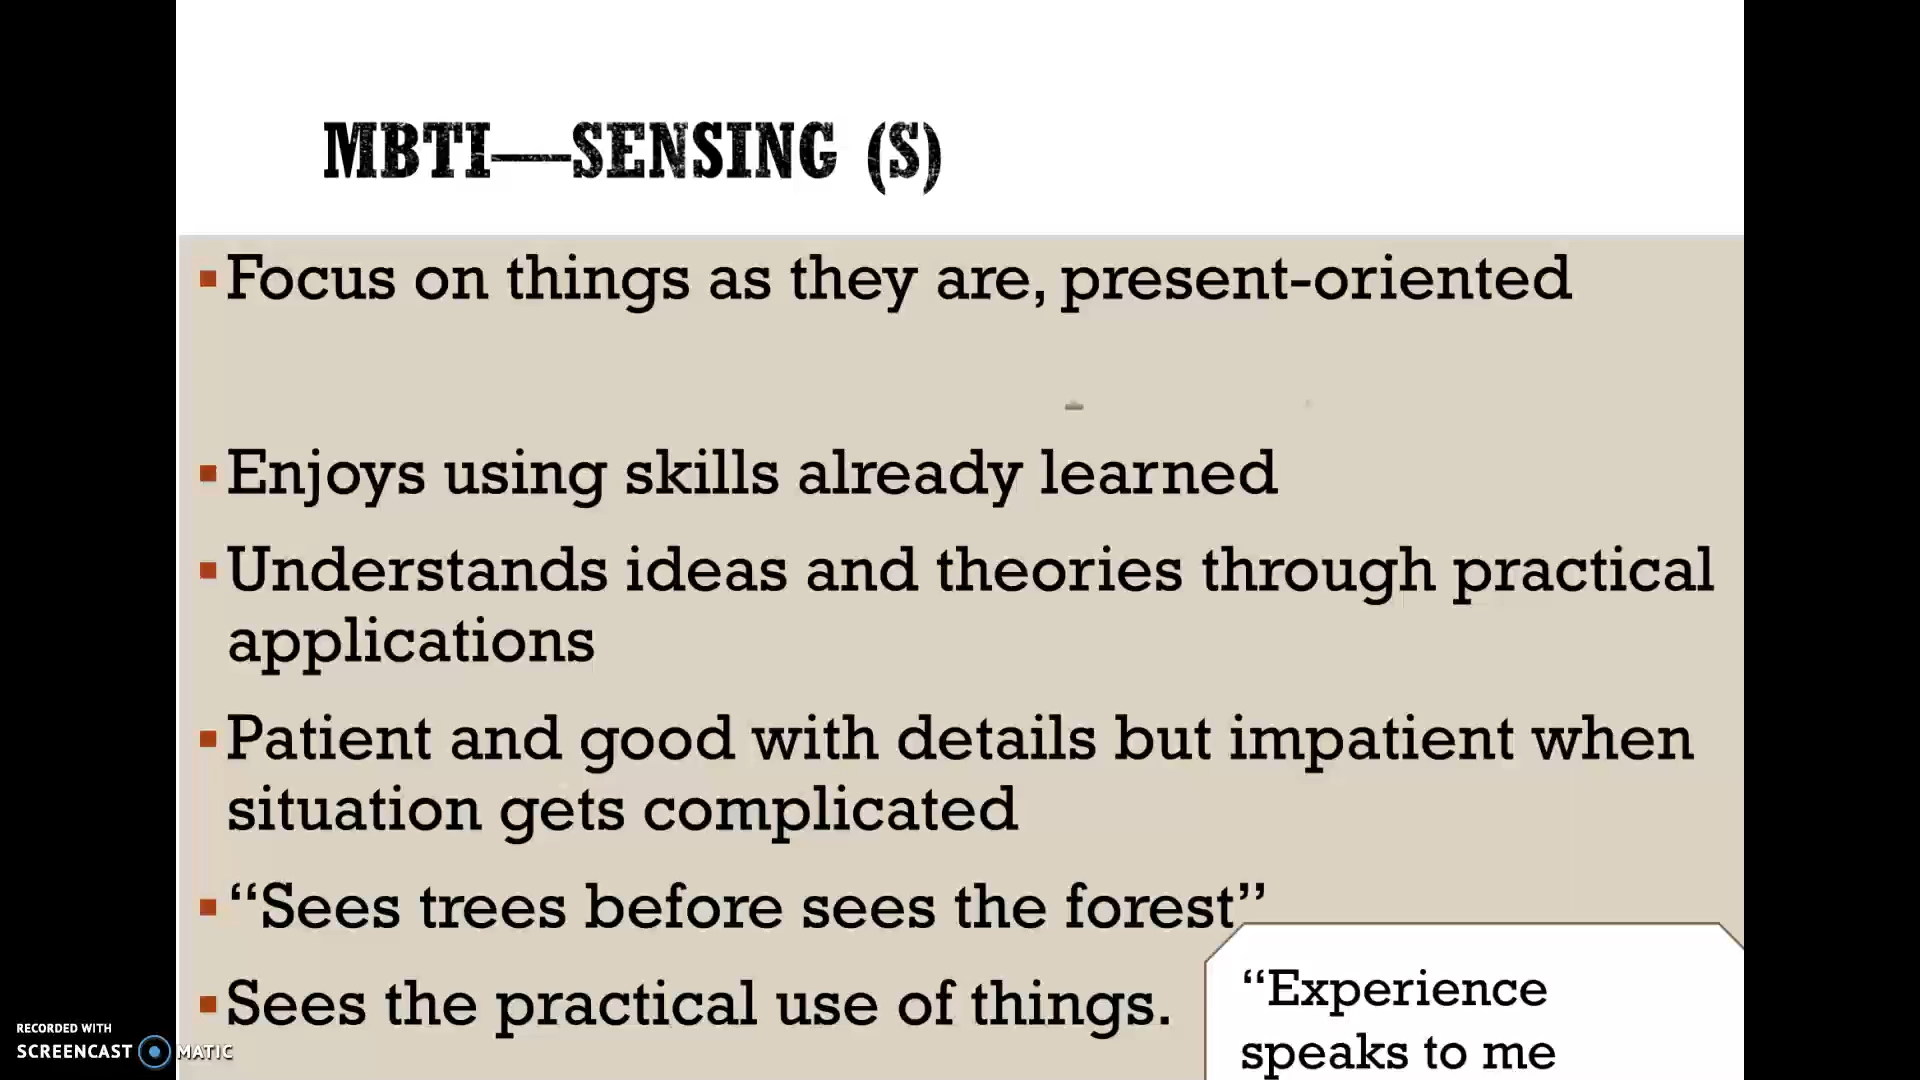 MBTI—SENSING (S)
▪Focus on things as they are, present-oriented
▪Enjoys using skills already learned
▪Understands ideas and theories through practical
applications
▪Patient and good with details but impatient when
situation gets complicated
▪“Sees trees before sees the forest”
▪Sees the practical use of things.
“Experience
speaks to me
RECORDED WITH
SCREENCAST MATIC